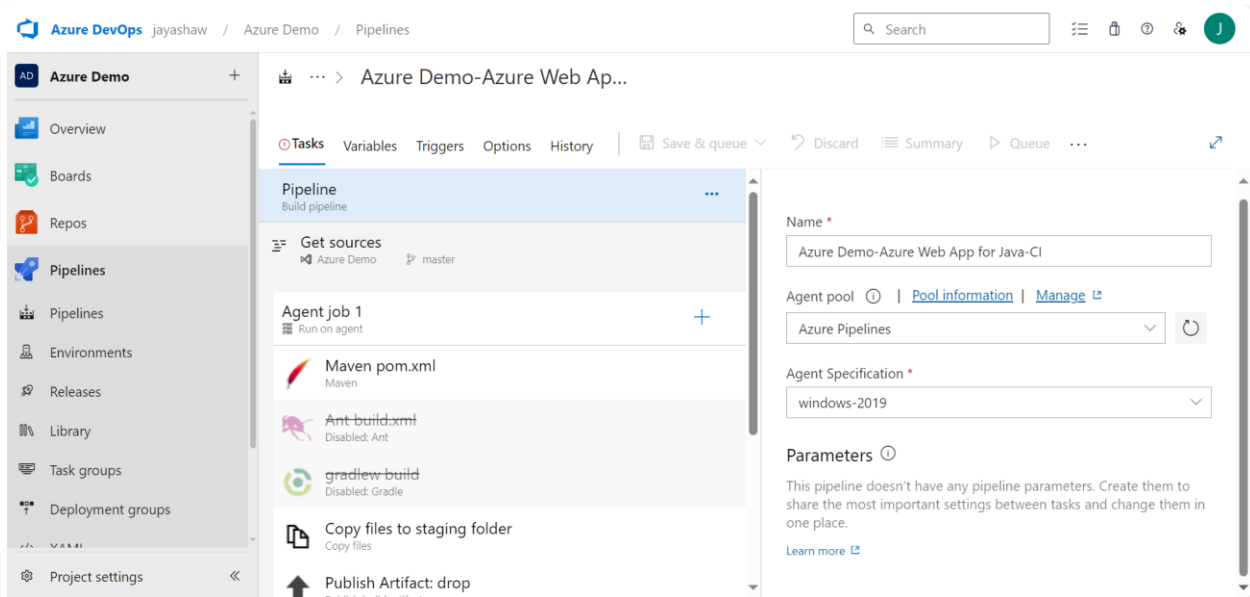 Azure DevOps jayashaw / Azure Demo / Pipelines
Search
J
AD Azure Demo
Overview
Boards
Repos
Pipelines
Pipelines
Environments
Releases
Library
Task groups
Deployment groups
Project settings
Azure Demo-Azure Web Ap...
Tasks Variables Triggers Options History Save & queue Discard Summary Queue ...
Pipeline
Build pipeline
Get sources
Azure Demo master
Agent job 1
Run on agent
Maven pom.xml
Maven
Ant build.xml
Disabled: Ant
gradlew build
Disabled: Gradle
Copy files to staging folder
Copy files
Publish Artifact: drop
Name *
Azure Demo-Azure Web App for Java-CI
Agent pool | Pool information | Manage
Azure Pipelines
Agent Specification *
windows-2019
Parameters
This pipeline doesn't have any pipeline parameters. Create them to
share the most important settings between tasks and change them in
one place.
Learn more